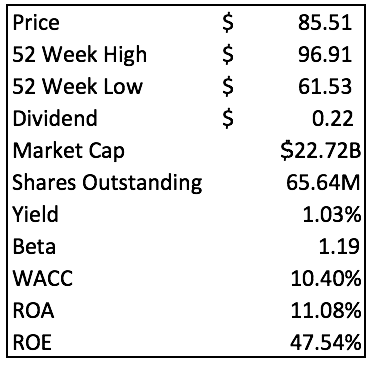 Price $ 85.51
52 Week High $ 96.91
52 Week Low $ 61.53
Dividend $ 0.22
Market Cap $22.72B
Shares Outstanding 65.64M
Yield 1.03%
Beta 1.19
WACC 10.40%
ROA 11.08%
ROE 47.54%